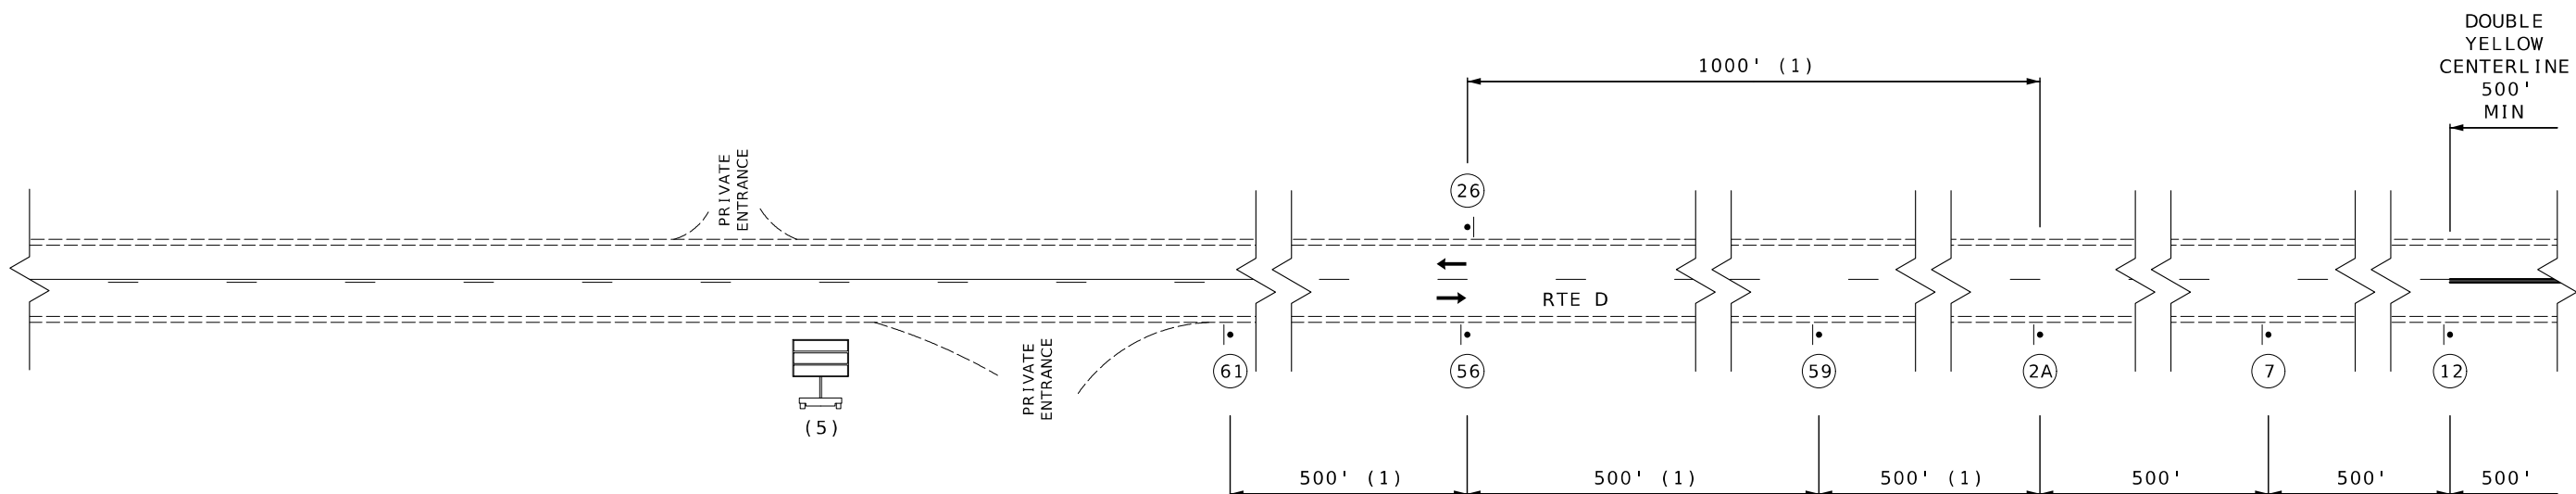 DOUBLE
YELLOW
CENTERLINE
500'
MIN
1000' (1)
PRIVATE
ENTRANCE
26
RTE D
PRIVATE
ENTRANCE
61
56
59
2A
7
12
(5)
500' (1)
500' (1)
500' (1)
500'
500'
500'